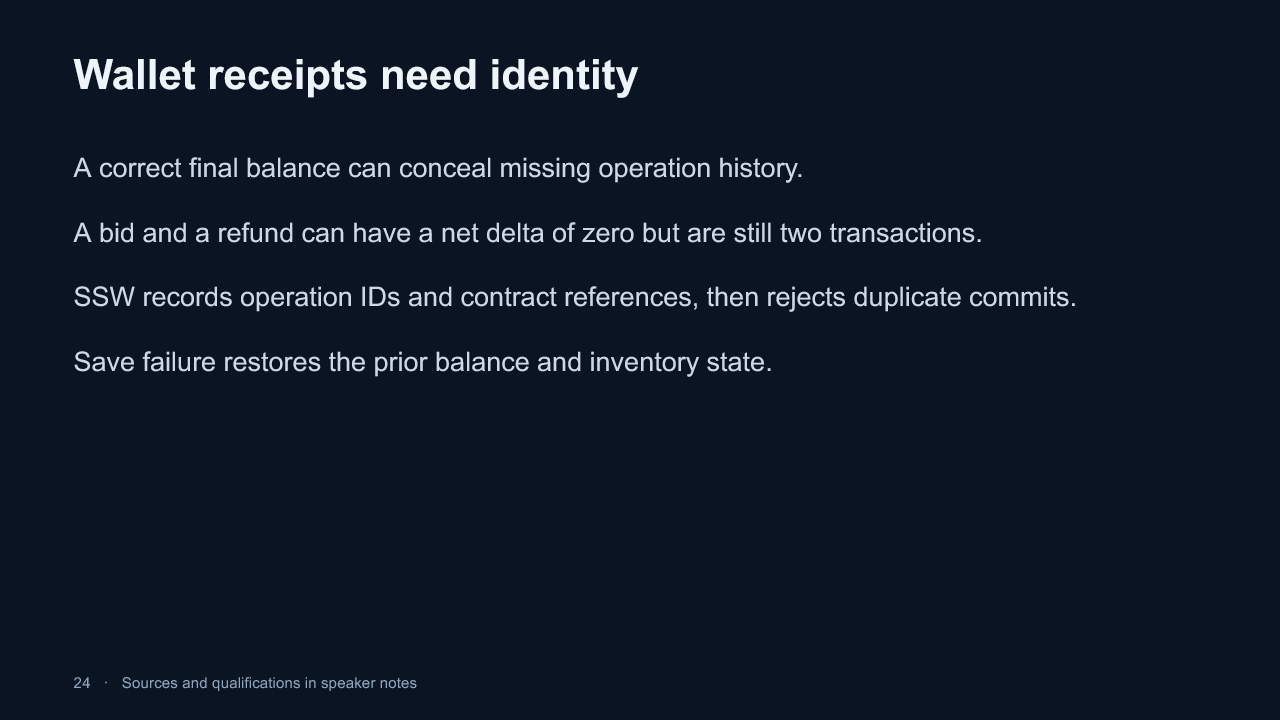 Wallet receipts need identity
A correct final balance can conceal missing operation history.
A bid and a refund can have a net delta of zero but are still two transactions.
SSW records operation IDs and contract references, then rejects duplicate commits.
Save failure restores the prior balance and inventory state.
24 · Sources and qualifications in speaker notes